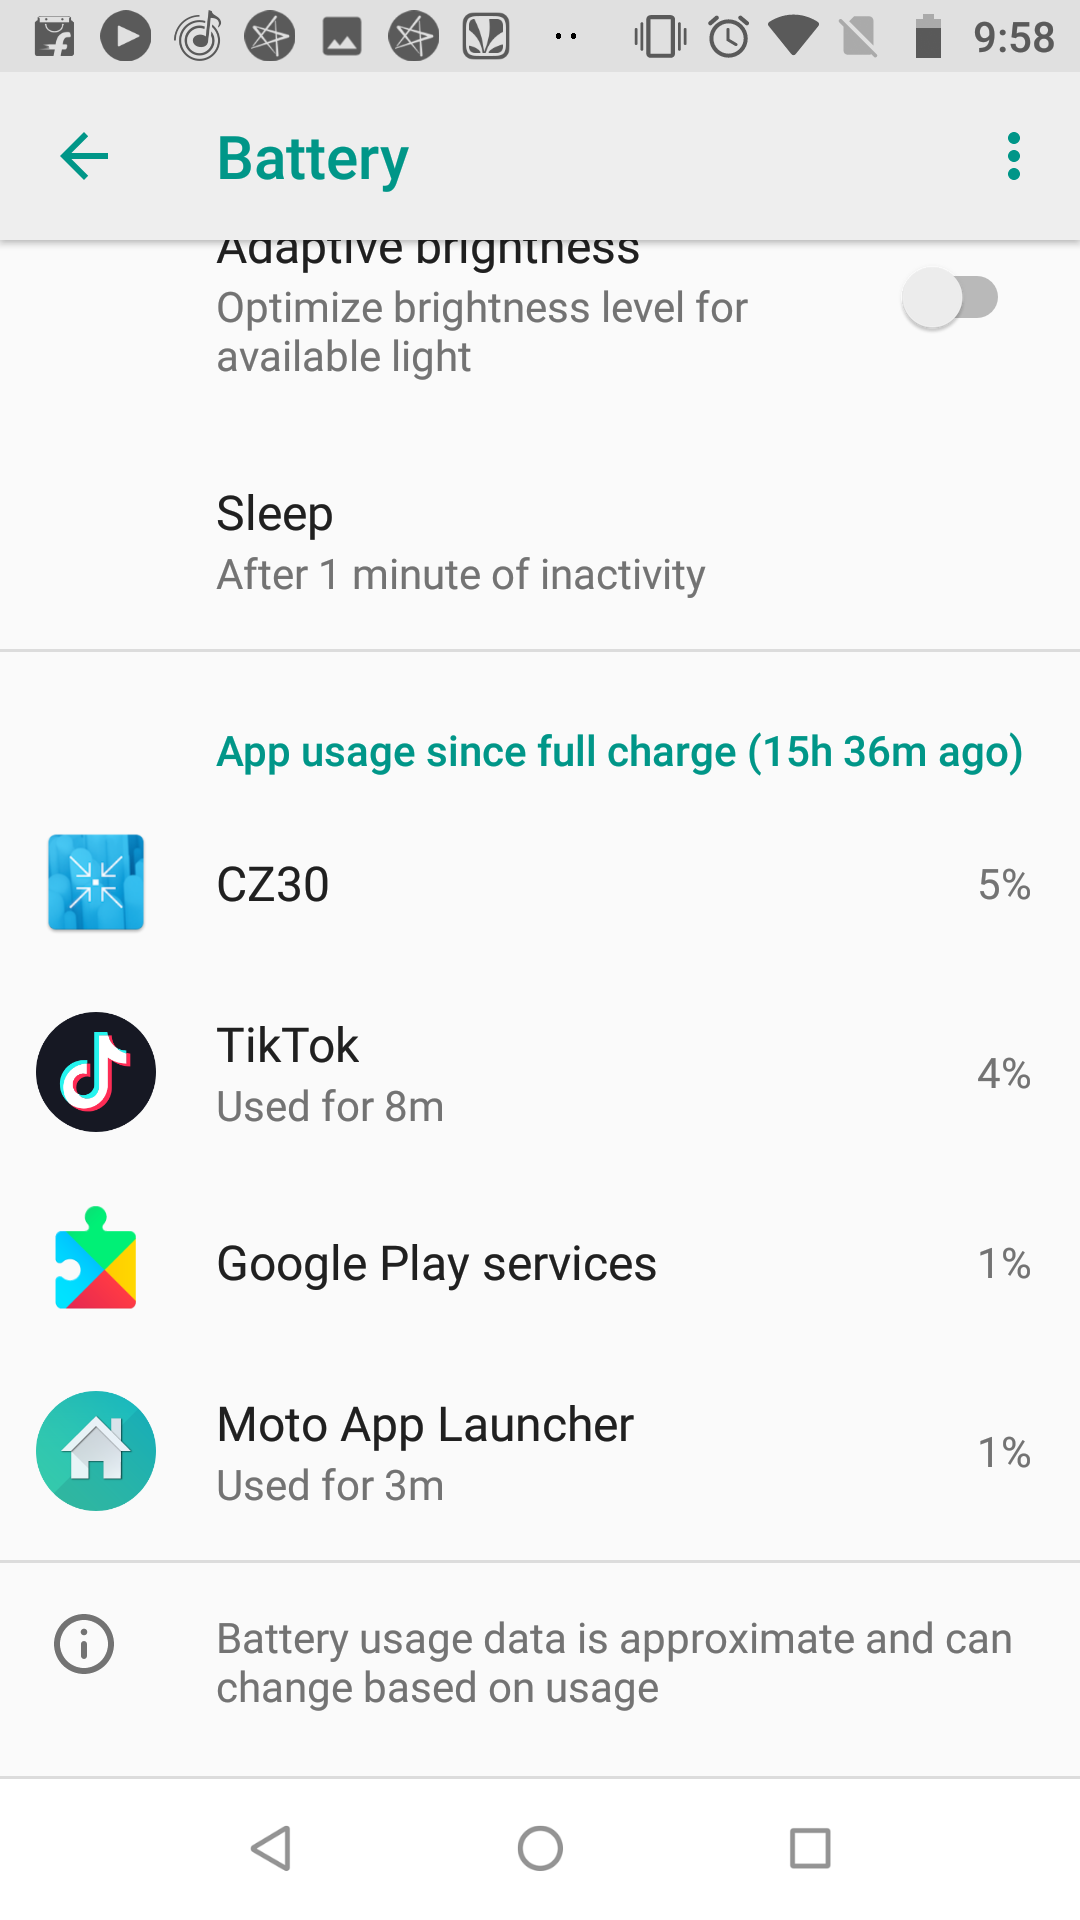 9:58
Battery
Adaptive brightness
Optimize brightness level for
available light
Sleep
After 1 minute of inactivity
App usage since full charge (15h 36m ago)
CZ30
5%
TikTok
Used for 8m
4%
Google Play services
1%
Moto App Launcher
Used for 3m
1%
Battery usage data is approximate and can
change based on usage